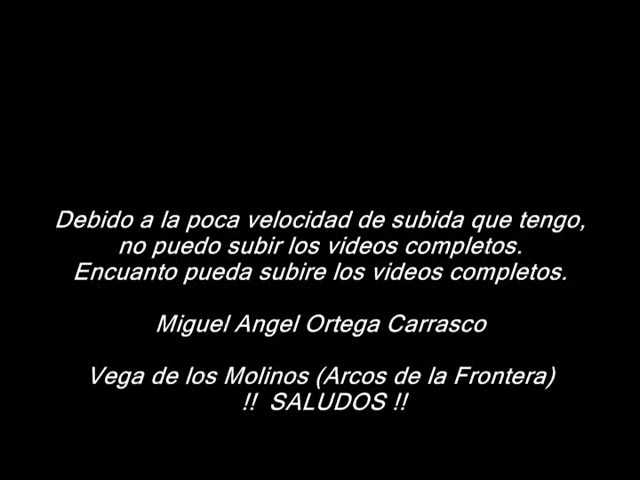 Debido a la poca velocidad de subida que tengo,
no puedo subir los videos completos.
Encuanto pueda subire los videos completos.
Miguel Angel Ortega Carrasco
Vega de los Molinos (Arcos de la Frontera)
!! SALUDOS !!